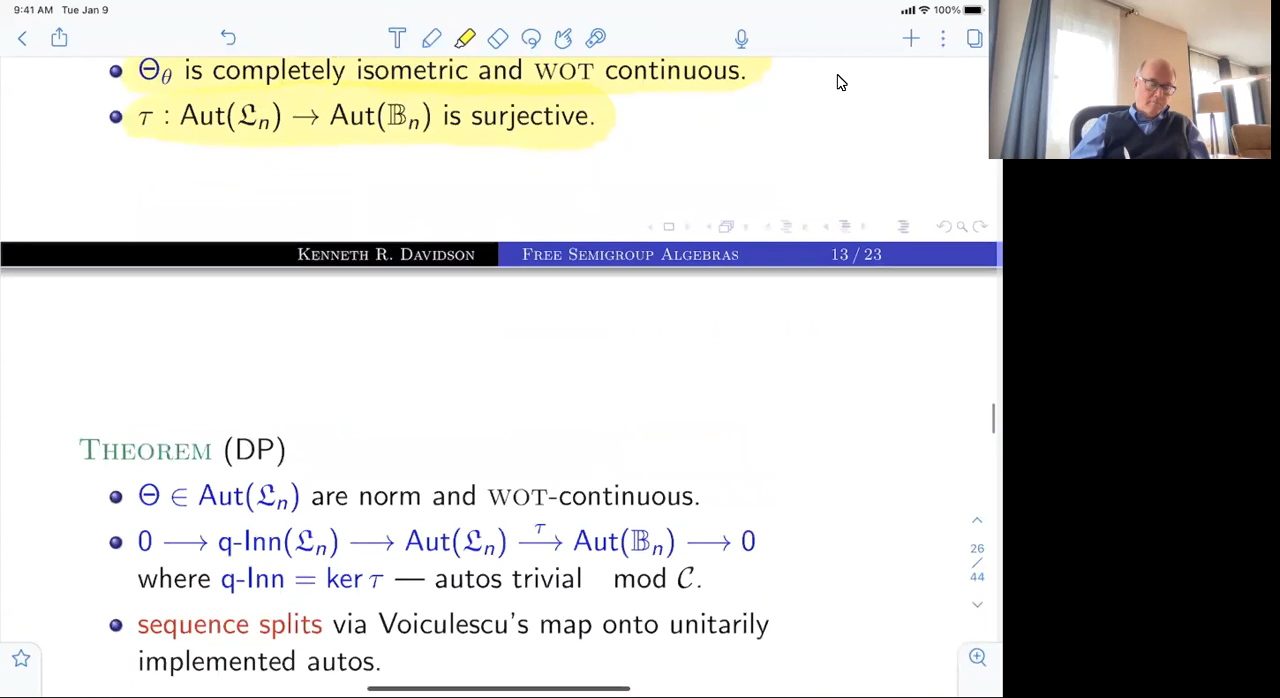 9:41 AM Tue Jan 9
100%
Θ_θ is completely isometric and WOT continuous.
τ : Aut(𝔏_n) → Aut(𝔹_n) is surjective.
KENNETH R. DAVIDSON FREE SEMIGROUP ALGEBRAS 13 / 23
THEOREM (DP)
Θ ∈ Aut(𝔏_n) are norm and WOT-continuous.
0 ⟶ q-Inn(𝔏_n) ⟶ Aut(𝔏_n) ⟶^τ Aut(𝔹_n) ⟶ 0
where q-Inn = ker τ — autos trivial mod 𝒞.
sequence splits via Voiculescu's map onto unitarily
implemented autos.
26
/
44